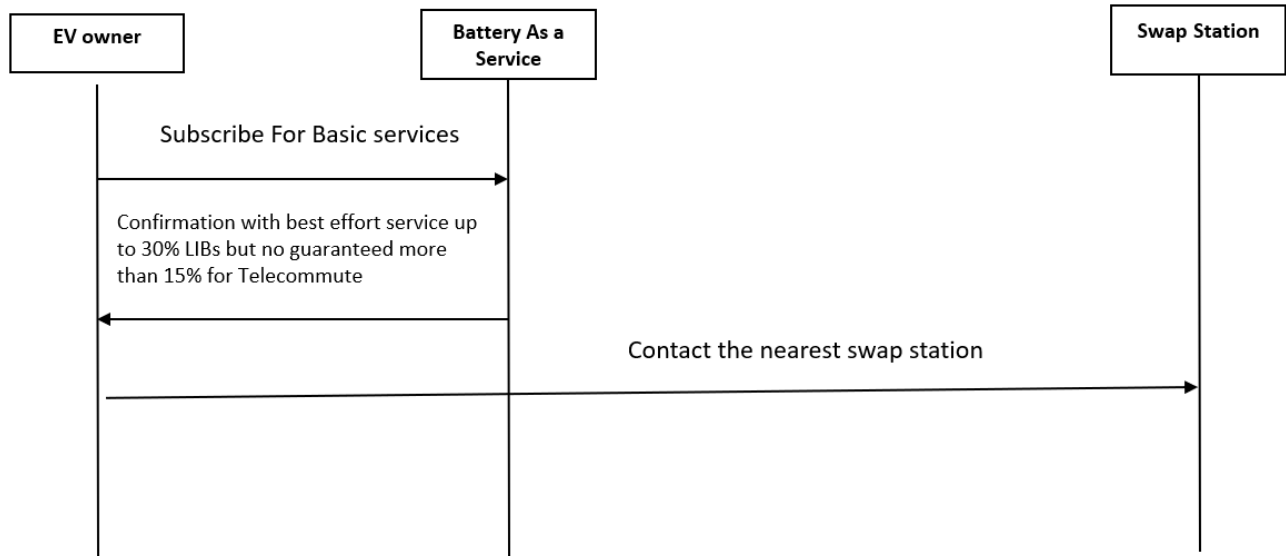 EV owner
Battery As a
Service
Swap Station
Subscribe For Basic services
Confirmation with best effort service up
to 30% LIBs but no guaranteed more
than 15% for Telecommute
Contact the nearest swap station